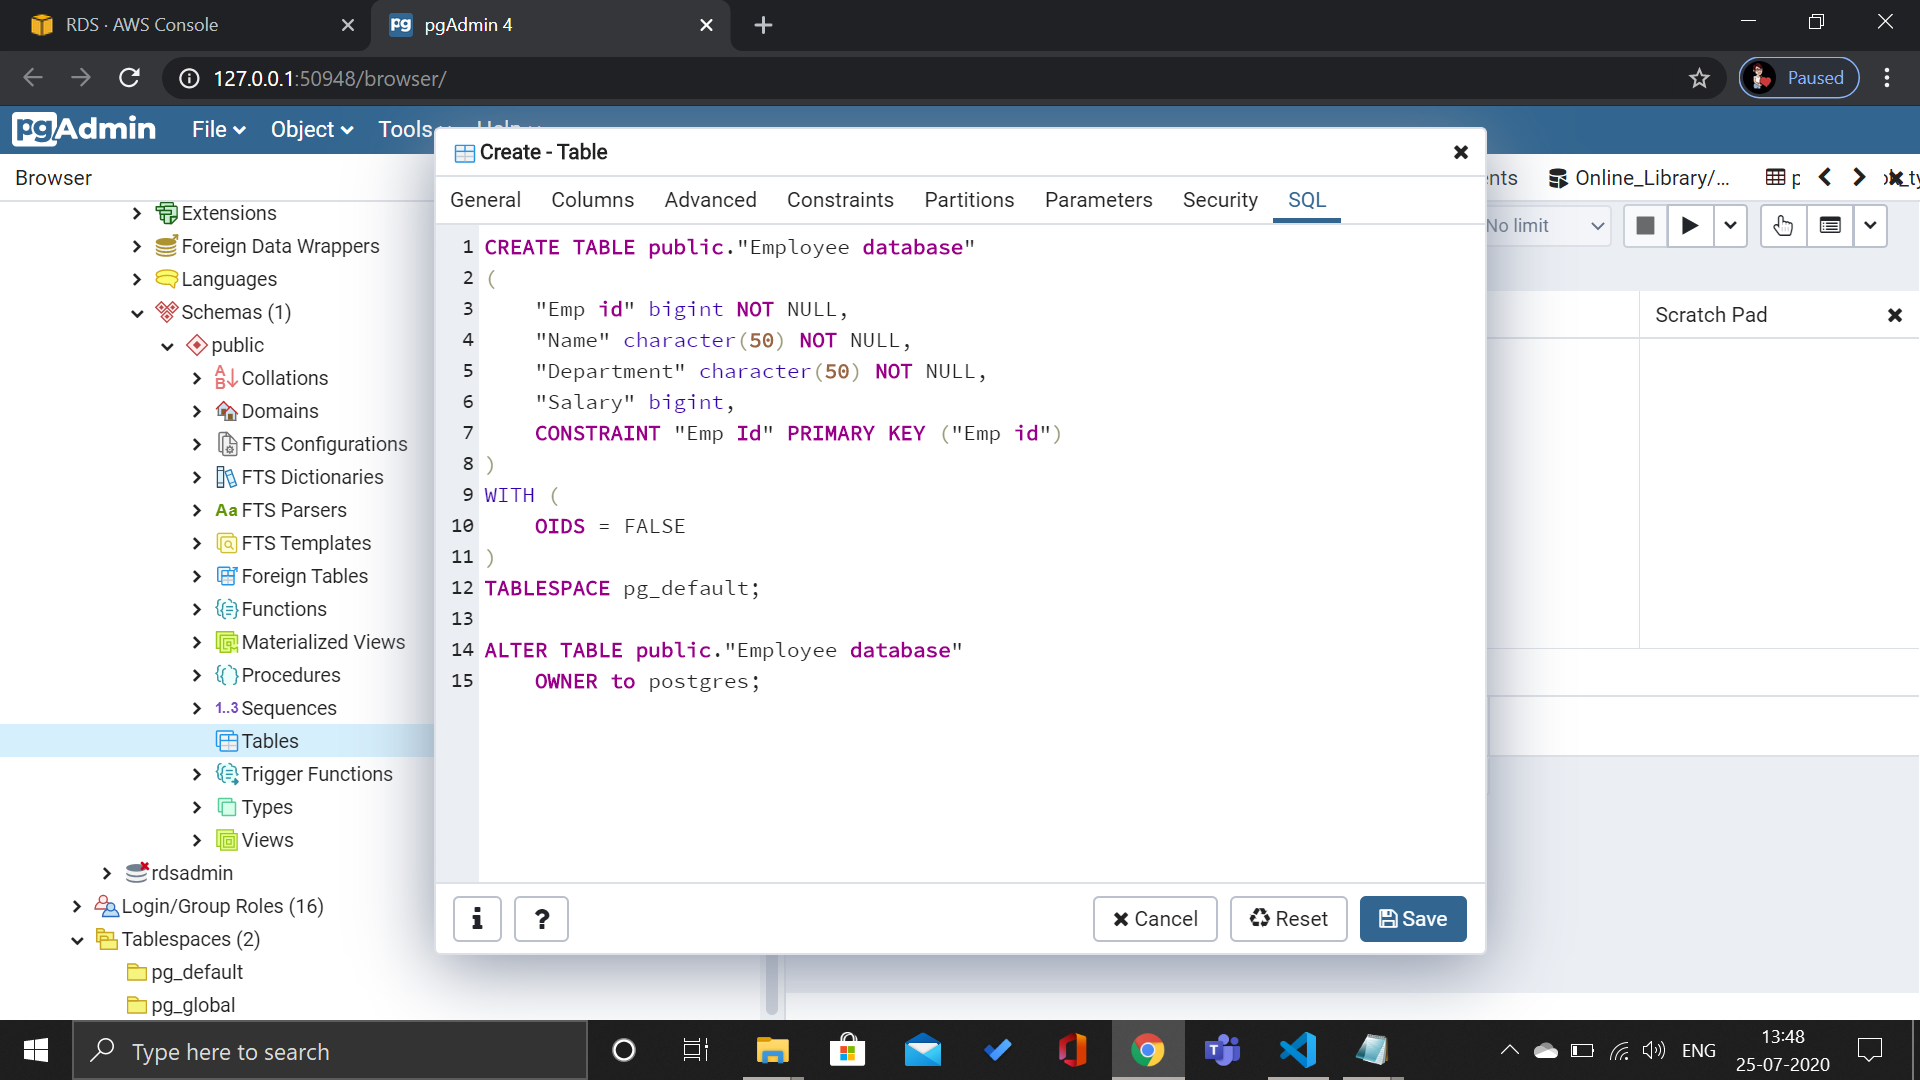 RDS · AWS Console
pgAdmin 4
127.0.0.1:50948/browser/
Paused
pgAdmin
File
Object
Tools
Help
Browser
Create - Table
General
Columns
Advanced
Constraints
Partitions
Parameters
Security
SQL
Online_Library/...
No limit
Scratch Pad
Extensions
Foreign Data Wrappers
Languages
Schemas (1)
public
Collations
Domains
FTS Configurations
FTS Dictionaries
Aa FTS Parsers
FTS Templates
Foreign Tables
Functions
Materialized Views
Procedures
1..3 Sequences
Tables
Trigger Functions
Types
Views
rdsadmin
Login/Group Roles (16)
Tablespaces (2)
pg_default
pg_global
1 CREATE TABLE public."Employee database"
2 (
3 "Emp id" bigint NOT NULL,
4 "Name" character(50) NOT NULL,
5 "Department" character(50) NOT NULL,
6 "Salary" bigint,
7 CONSTRAINT "Emp Id" PRIMARY KEY ("Emp id")
8 )
9 WITH (
10 OIDS = FALSE
11 )
12 TABLESPACE pg_default;
13
14 ALTER TABLE public."Employee database"
15 OWNER to postgres;
i
?
Cancel
Reset
Save
Type here to search
ENG
13:48
25-07-2020